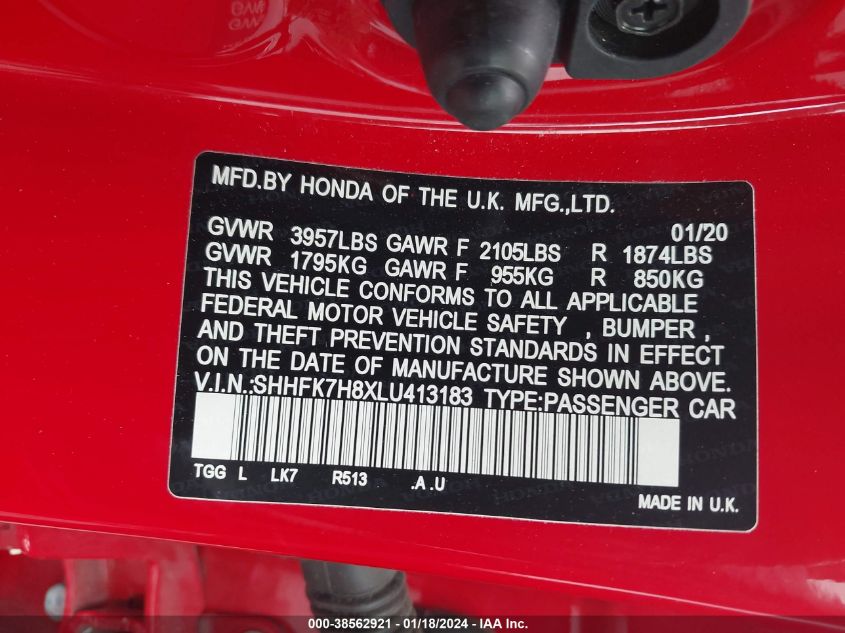 MFD.BY HONDA OF THE U.K. MFG.,LTD.
01/20
GVWR 3957LBS GAWR F 2105LBS R 1874LBS
GVWR 1795KG GAWR F 955KG R 850KG
THIS VEHICLE CONFORMS TO ALL APPLICABLE
FEDERAL MOTOR VEHICLE SAFETY , BUMPER ,
AND THEFT PREVENTION STANDARDS IN EFFECT
ON THE DATE OF MANUFACTURE SHOWN ABOVE.
V.I.N.:SHHFK7H8XLU413183 TYPE:PASSENGER CAR
TGG L LK7 R513 .A .U
MADE IN U.K.
000-38562921 - 01/18/2024 - IAA Inc.